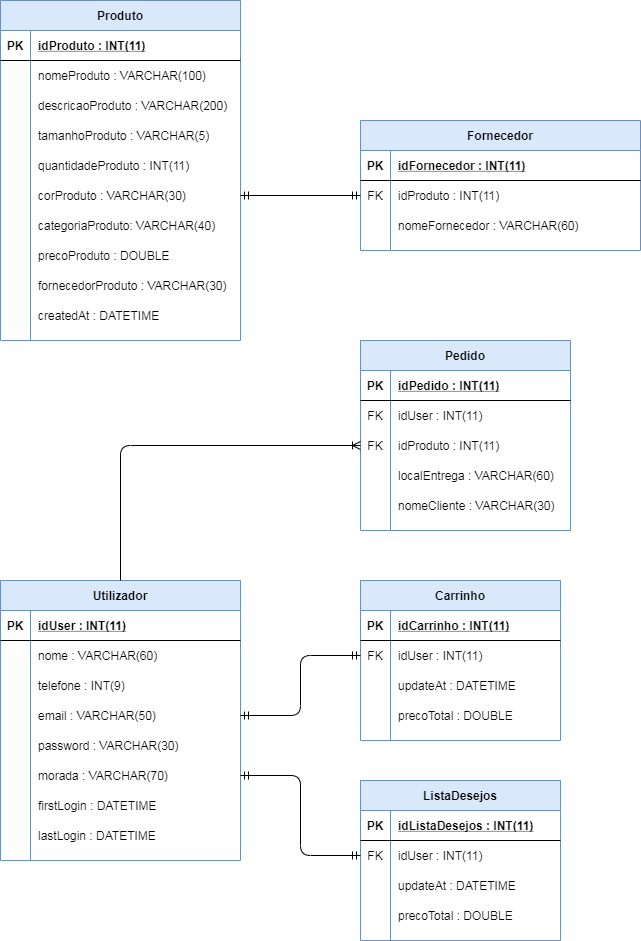 Produto
PK idProduto : INT(11)
nomeProduto : VARCHAR(100)
descricaoProduto : VARCHAR(200)
tamanhoProduto : VARCHAR(5)
quantidadeProduto : INT(11)
corProduto : VARCHAR(30)
categoriaProduto: VARCHAR(40)
precoProduto : DOUBLE
fornecedorProduto : VARCHAR(30)
createdAt : DATETIME
Fornecedor
PK idFornecedor : INT(11)
FK idProduto : INT(11)
nomeFornecedor : VARCHAR(60)
Pedido
PK idPedido : INT(11)
FK idUser : INT(11)
FK idProduto : INT(11)
localEntrega : VARCHAR(60)
nomeCliente : VARCHAR(30)
Utilizador
PK idUser : INT(11)
nome : VARCHAR(60)
telefone : INT(9)
email : VARCHAR(50)
password : VARCHAR(30)
morada : VARCHAR(70)
firstLogin : DATETIME
lastLogin : DATETIME
Carrinho
PK idCarrinho : INT(11)
FK idUser : INT(11)
updateAt : DATETIME
precoTotal : DOUBLE
ListaDesejos
PK idListaDesejos : INT(11)
FK idUser : INT(11)
updateAt : DATETIME
precoTotal : DOUBLE